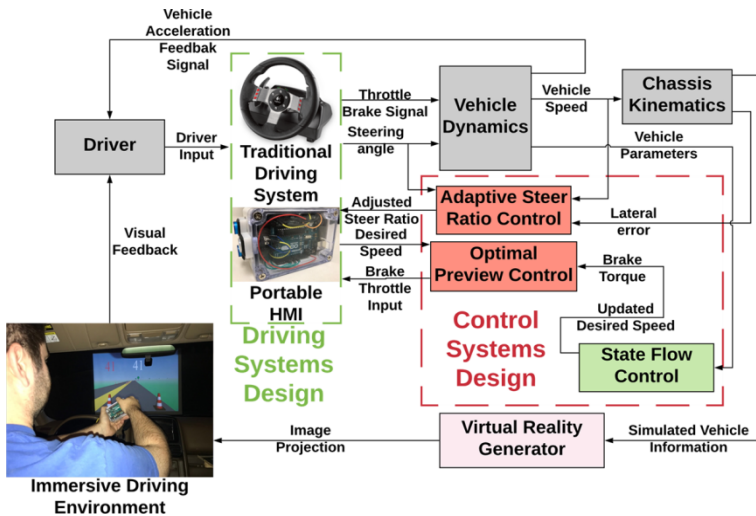 Vehicle
Acceleration
Feedbak
Signal
Driver
Driver
Input
Visual
Feedback
Traditional
Driving
System
Portable
HMI
Driving
Systems
Design
Throttle
Brake Signal
Steering
angle
Adjusted
Steer Ratio
Desired
Speed
Brake
Throttle
Input
Vehicle
Dynamics
Vehicle
Speed
Chassis
Kinematics
Vehicle
Parameters
Adaptive Steer
Ratio Control
Lateral
error
Optimal
Preview Control
Brake
Torque
Updated
Desired Speed
Control
Systems
Design
State Flow
Control
41 41
Immersive Driving
Environment
Image
Projection
Virtual Reality
Generator
Simulated Vehicle
Information